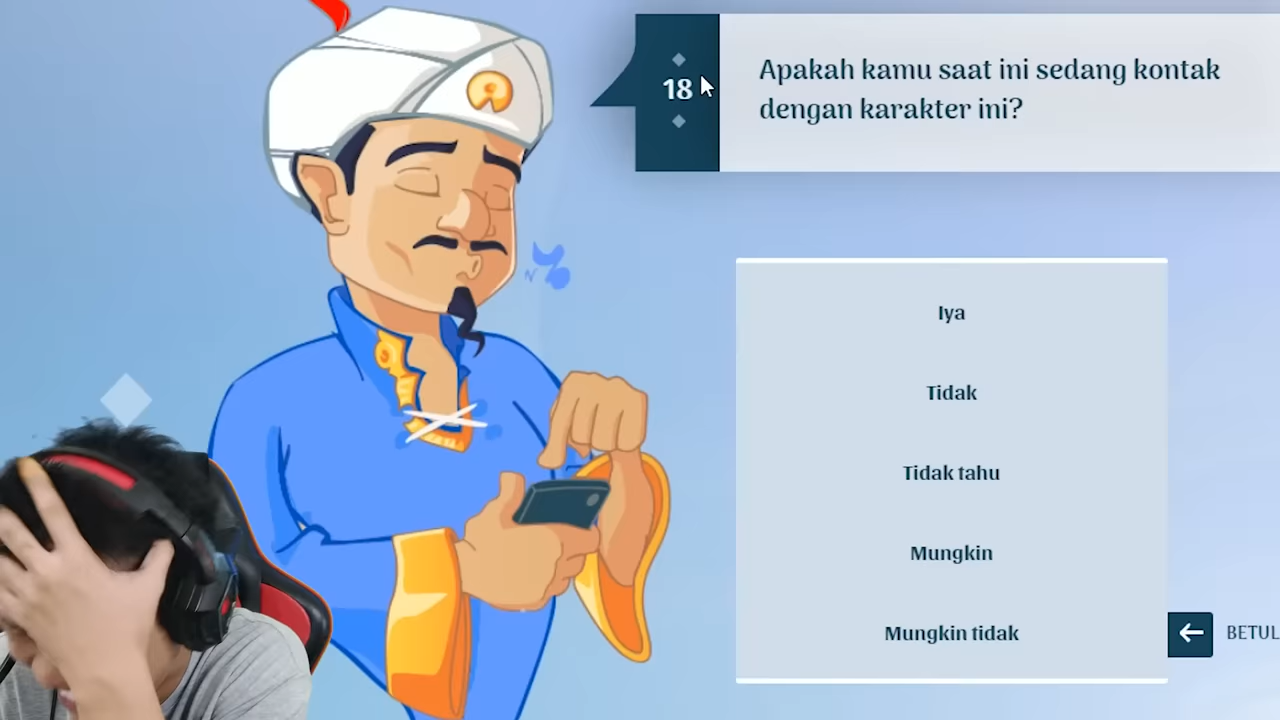 18
Apakah kamu saat ini sedang kontak
dengan karakter ini?
Iya
Tidak
Tidak tahu
Mungkin
Mungkin tidak
BETUL